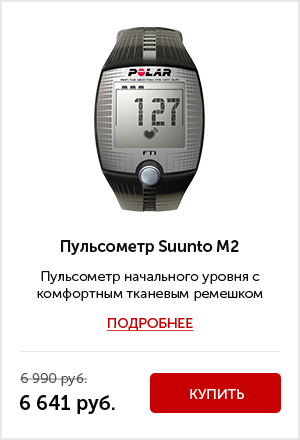 POLAR
127
FT1
Пульсометр Suunto M2
Пульсометр начального уровня с
комфортным тканевым ремешком
ПОДРОБНЕЕ
6 990 руб.
6 641 руб.
КУПИТЬ